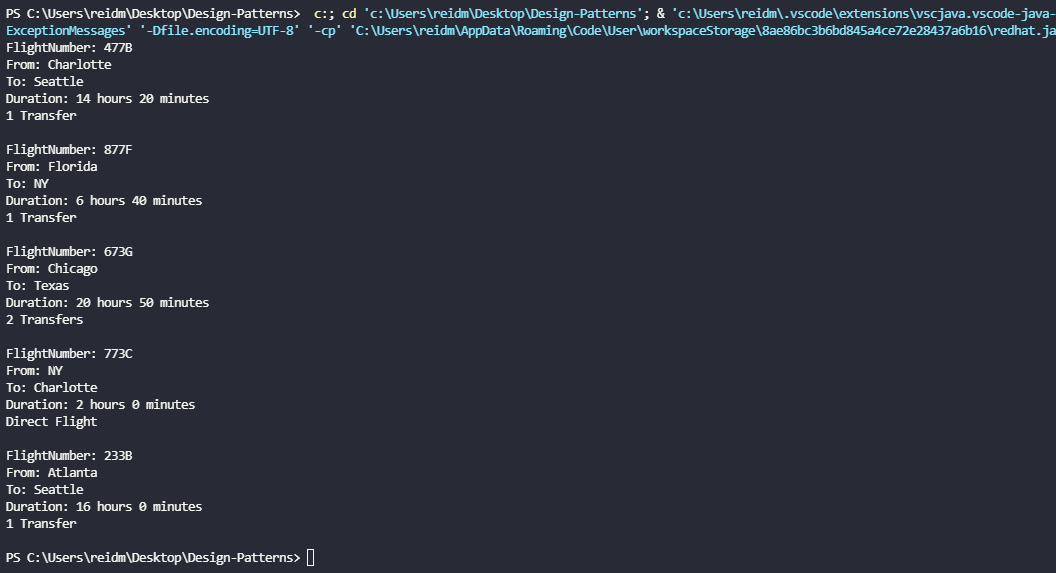 PS C:\Users\reidm\Desktop\Design-Patterns>  c:; cd 'c:\Users\reidm\Desktop\Design-Patterns'; & 'c:\Users\reidm\.vscode\extensions\vscjava.vscode-java-
ExceptionMessages' '-Dfile.encoding=UTF-8' '-cp' 'C:\Users\reidm\AppData\Roaming\Code\User\workspaceStorage\8ae86bc3b6bd845a4ce72e28437a6b16\redhat.ja
FlightNumber: 477B
From: Charlotte
To: Seattle
Duration: 14 hours 20 minutes
1 Transfer
FlightNumber: 877F
From: Florida
To: NY
Duration: 6 hours 40 minutes
1 Transfer
FlightNumber: 673G
From: Chicago
To: Texas
Duration: 20 hours 50 minutes
2 Transfers
FlightNumber: 773C
From: NY
To: Charlotte
Duration: 2 hours 0 minutes
Direct Flight
FlightNumber: 233B
From: Atlanta
To: Seattle
Duration: 16 hours 0 minutes
1 Transfer
PS C:\Users\reidm\Desktop\Design-Patterns>